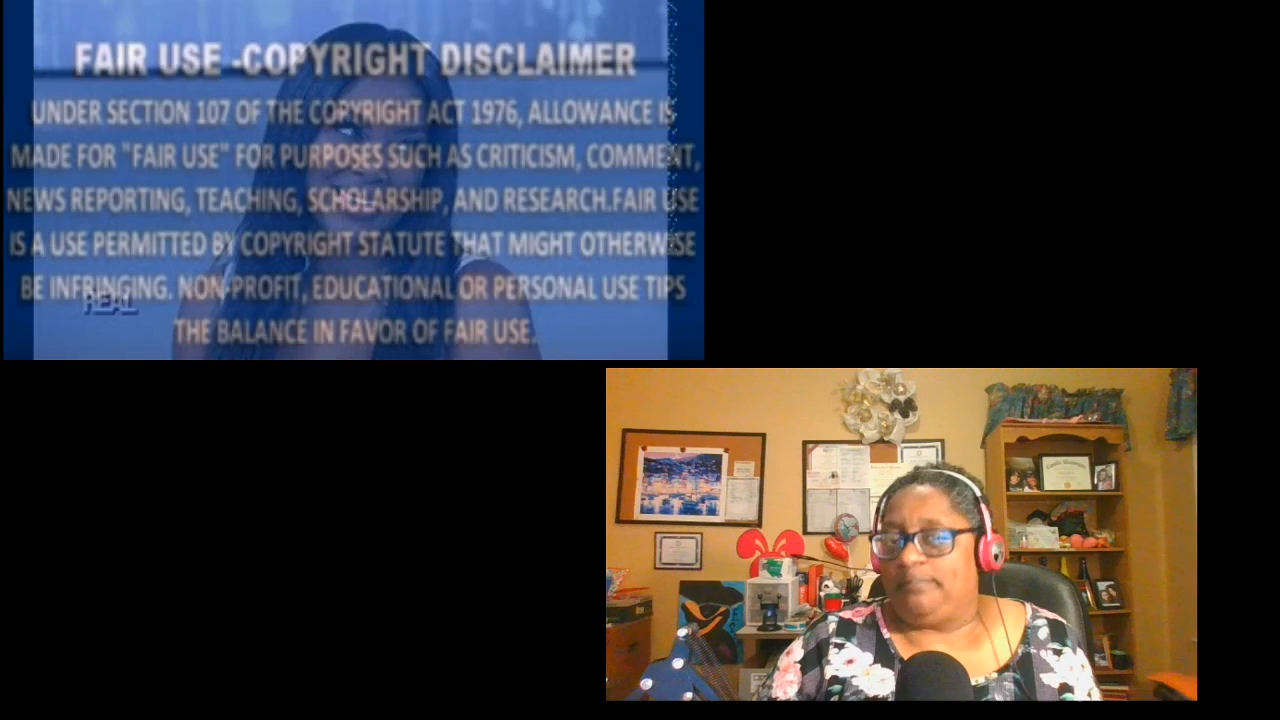 FAIR USE -COPYRIGHT DISCLAIMER
UNDER SECTION 107 OF THE COPYRIGHT ACT 1976, ALLOWANCE IS
MADE FOR "FAIR USE" FOR PURPOSES SUCH AS CRITICISM, COMMENT,
NEWS REPORTING, TEACHING, SCHOLARSHIP, AND RESEARCH.FAIR USE
IS A USE PERMITTED BY COPYRIGHT STATUTE THAT MIGHT OTHERWISE
BE INFRINGING. NON-PROFIT, EDUCATIONAL OR PERSONAL USE TIPS
REAL
THE BALANCE IN FAVOR OF FAIR USE.